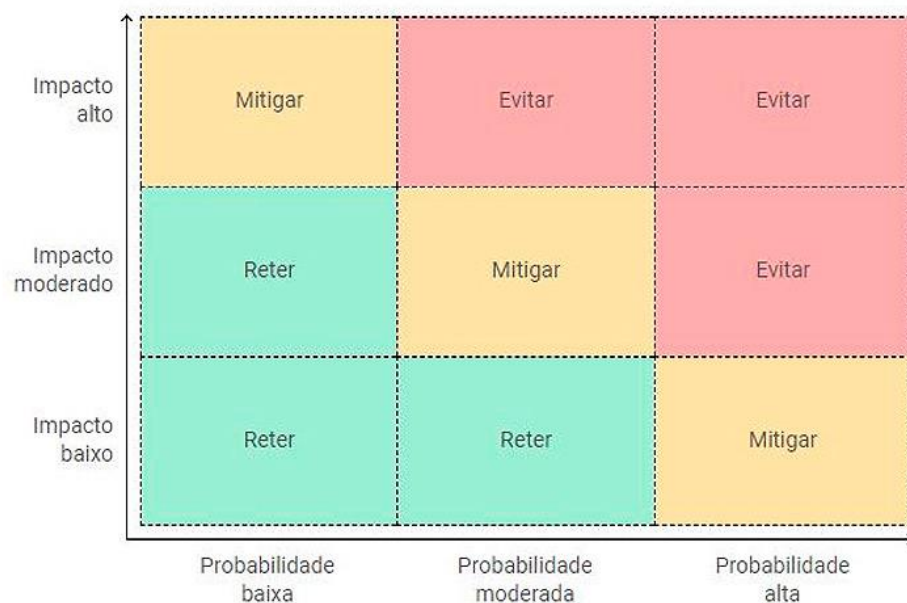 Impacto
alto
Mitigar
Evitar
Evitar
Impacto
moderado
Reter
Mitigar
Evitar
Impacto
baixo
Reter
Reter
Mitigar
Probabilidade
baixa
Probabilidade
moderada
Probabilidade
alta